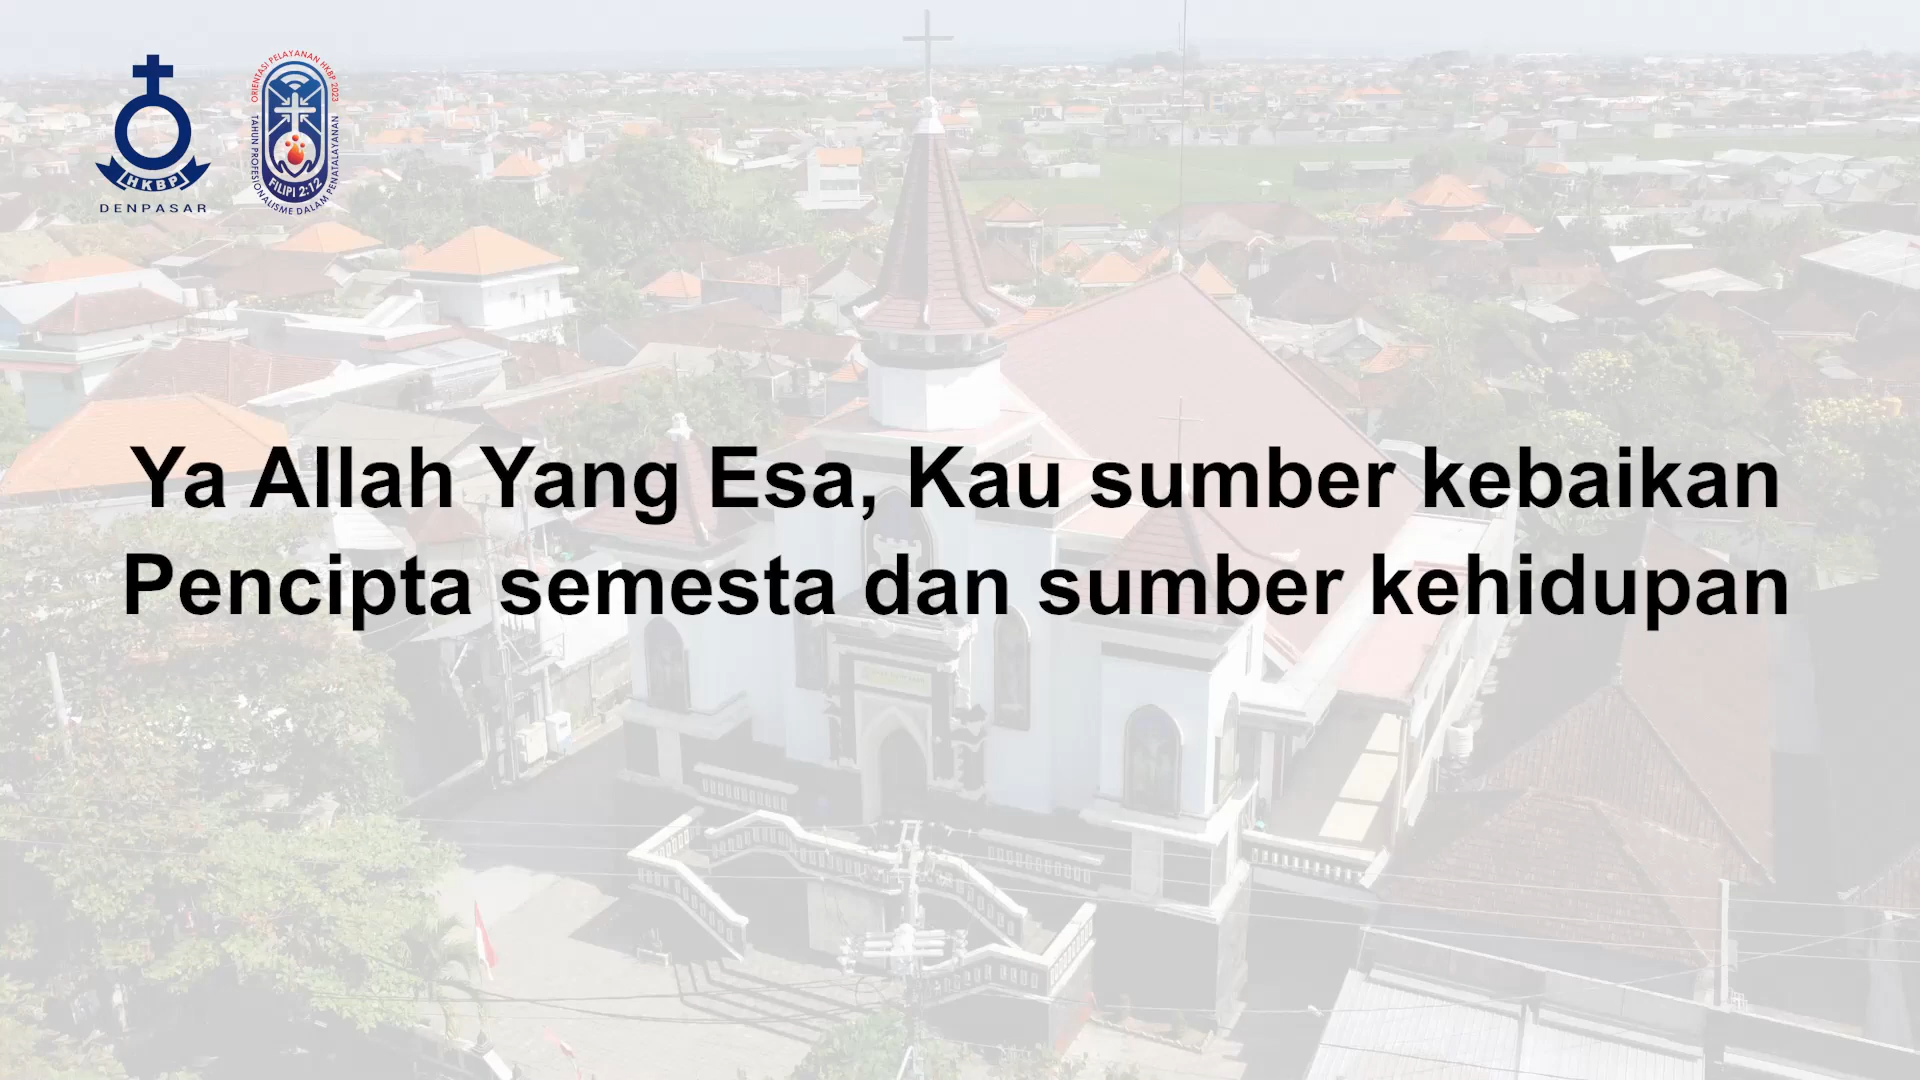 HKBP
DENPASAR
ORIENTASI PELAYANAN HKBP 2023
TAHUN PROFESIONALISME DALAM PENATALAYANAN
FILIPI 2:12
Ya Allah Yang Esa, Kau sumber kebaikan
Pencipta semesta dan sumber kehidupan